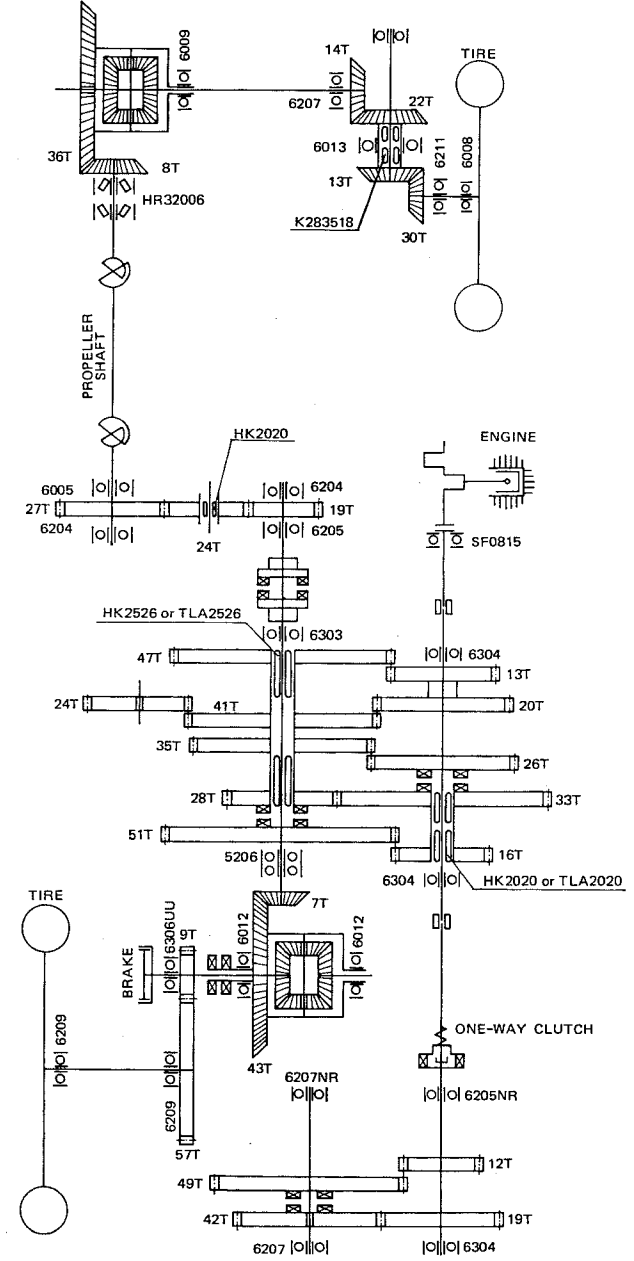 6009
14T
TIRE
6207
22T
6013
6211
6008
36T
8T
13T
HR32006
K283518
30T
PROPELLER
SHAFT
HK2020
ENGINE
6005
6204
27T
19T
6204
6205
24T
SF0815
HK2526 or TLA2526
6303
6304
47T
13T
24T
41T
20T
35T
26T
28T
33T
51T
16T
5206
6304
HK2020 or TLA2020
TIRE
7T
6306UU
9T
6012
6012
BRAKE
6209
ONE-WAY CLUTCH
43T
6207NR
6205NR
6209
57T
12T
49T
42T
19T
6207
6304